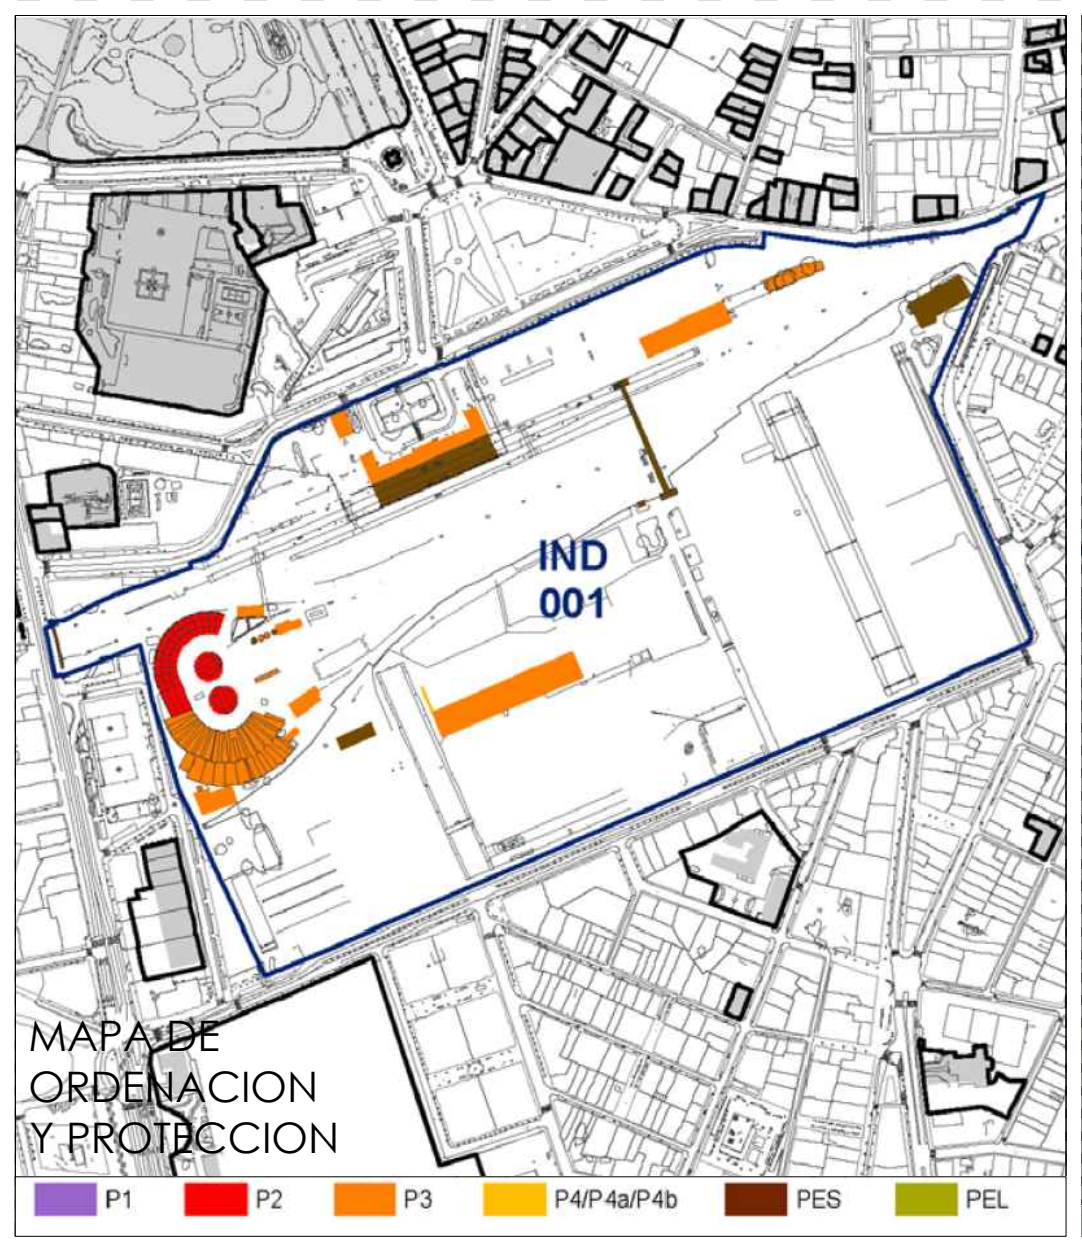 IND
001
MAPA DE
ORDENACION
Y PROTECCION
P1 P2 P3 P4/P4a/P4b PES PEL